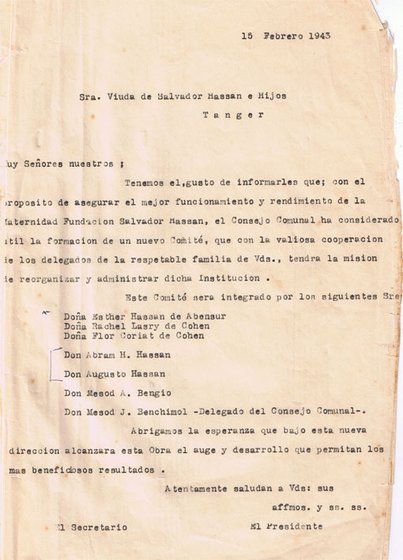 15 Febrero 1943
Sra. Viuda de Salvador Hassan e Hijos
Tanger
uy Señores nuestros ;
Tenemos el,gusto de informarles que; con el
proposito de asegurar el mejor funcionamiento y rendimiento de la
Maternidad Fundacion Salvador Hassan, el Consejo Comunal ha considerado
util la formacion de un nuevo Comité, que con la valiosa cooperacion
de los delegados de la respetable familia de Vds., tendra la mision
de reorganizar y administrar dicha Institucion .
Este Comité sera integrado por los siguientes Sre
Doña Esther Hassan de Abensur
Doña Rachel Lasry de Cohen
Doña Flor Coriat de Cohen
Don Abram H. Hassan
Don Augusto Hassan
Don Mesod A. Bengio
Don Mesod J. Benchimol -Delegado del Consejo Comunal-.
Abrigamos la esperanza que bajo esta nueva
direccion alcanzara esta Obra el auge y desarrollo que permitan los
mas beneficiosos resultados .
Atentamente saludan a Vds: sus
affmos. y ss. ss.
El Secretario El Presidente